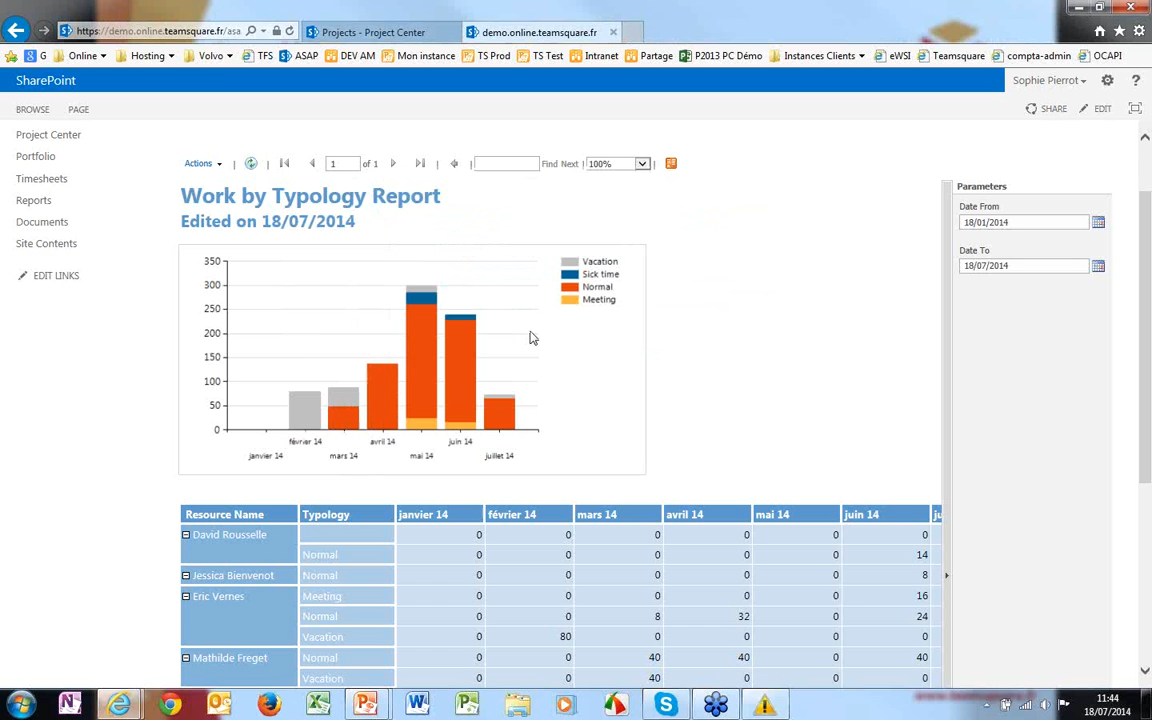 https://demo.online.teamsquare.fr/asa
Projects - Project Center
demo.online.teamsquare.fr
G
Online
Hosting
Volvo
TFS
ASAP
DEV AM
Mon instance
TS Prod
TS Test
Intranet
Partage
P2013 PC Démo
Instances Clients
eWSI
Teamsquare
compta-admin
OCAPI
SharePoint
Sophie Pierrot
?
BROWSE
PAGE
SHARE
EDIT
Project Center
Portfolio
Timesheets
Reports
Documents
Site Contents
EDIT LINKS
Actions
1
of 1
Find Next
100%
Work by Typology Report
Edited on 18/07/2014
350
300
250
200
150
100
50
0
février 14
avril 14
juin 14
janvier 14
mars 14
mai 14
juillet 14
Vacation
Sick time
Normal
Meeting
Parameters
Date From
18/01/2014
Date To
18/07/2014
Resource Name Typology janvier 14 février 14 mars 14 avril 14 mai 14 juin 14 ju
David Rousselle 0 0 0 0 0 0
Normal 0 0 0 0 0 14
Jessica Bienvenot Normal 0 0 0 0 0 8
Eric Vernes Meeting 0 0 0 0 0 16
Normal 0 0 8 32 0 24
Vacation 0 80 0 0 0 0
Mathilde Freget Normal 0 0 40 40 0 40
Vacation 0 0 40 0 0 0
11:44
18/07/2014